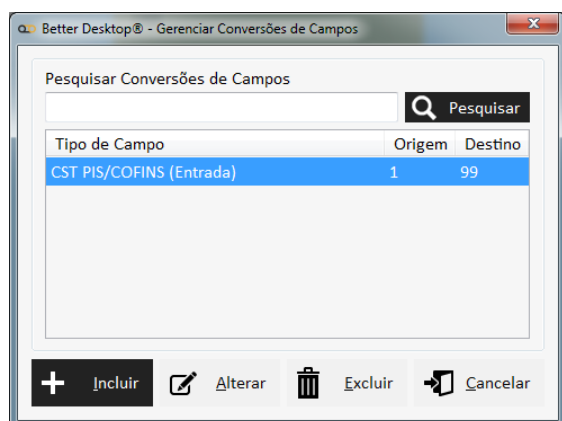 Better Desktop® - Gerenciar Conversões de Campos
Pesquisar Conversões de Campos
Pesquisar
Tipo de Campo Origem Destino
CST PIS/COFINS (Entrada) 1 99
Incluir Alterar Excluir Cancelar